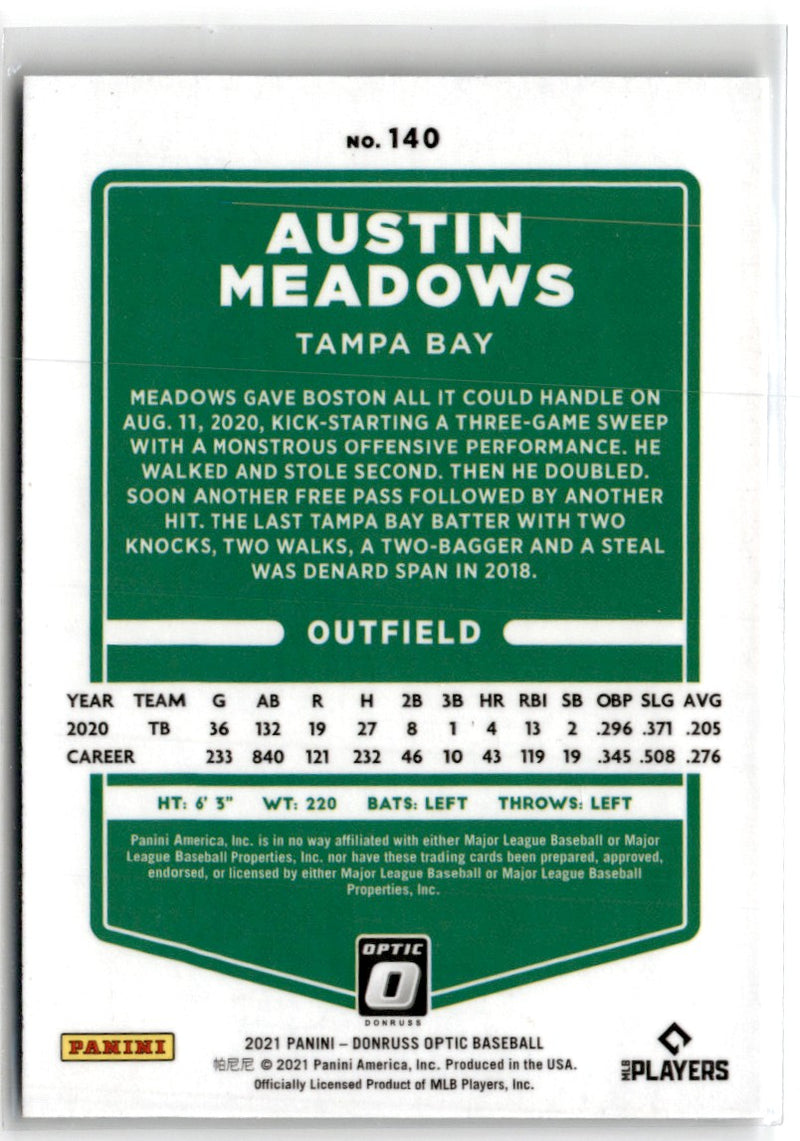 NO. 140
AUSTIN
MEADOWS
TAMPA BAY
MEADOWS GAVE BOSTON ALL IT COULD HANDLE ON
AUG. 11, 2020, KICK-STARTING A THREE-GAME SWEEP
WITH A MONSTROUS OFFENSIVE PERFORMANCE. HE
WALKED AND STOLE SECOND. THEN HE DOUBLED.
SOON ANOTHER FREE PASS FOLLOWED BY ANOTHER
HIT. THE LAST TAMPA BAY BATTER WITH TWO
KNOCKS, TWO WALKS, A TWO-BAGGER AND A STEAL
WAS DENARD SPAN IN 2018.
OUTFIELD
YEAR TEAM G AB R H 2B 3B HR RBI SB OBP SLG AVG
2020 TB 36 132 19 27 8 1 4 13 2 .296 .371 .205
CAREER 233 840 121 232 46 10 43 119 19 .345 .508 .276
HT: 6' 3" WT: 220 BATS: LEFT THROWS: LEFT
Panini America, Inc. is in no way affiliated with either Major League Baseball or Major
League Baseball Properties, Inc. nor have these trading cards been prepared, approved,
endorsed, or licensed by either Major League Baseball or Major League Baseball
Properties, Inc.
OPTIC
O
DONRUSS
PANINI
2021 PANINI – DONRUSS OPTIC BASEBALL
帕尼尼 © 2021 Panini America, Inc. Produced in the USA.
Officially Licensed Product of MLB Players, Inc.
MLB PLAYERS